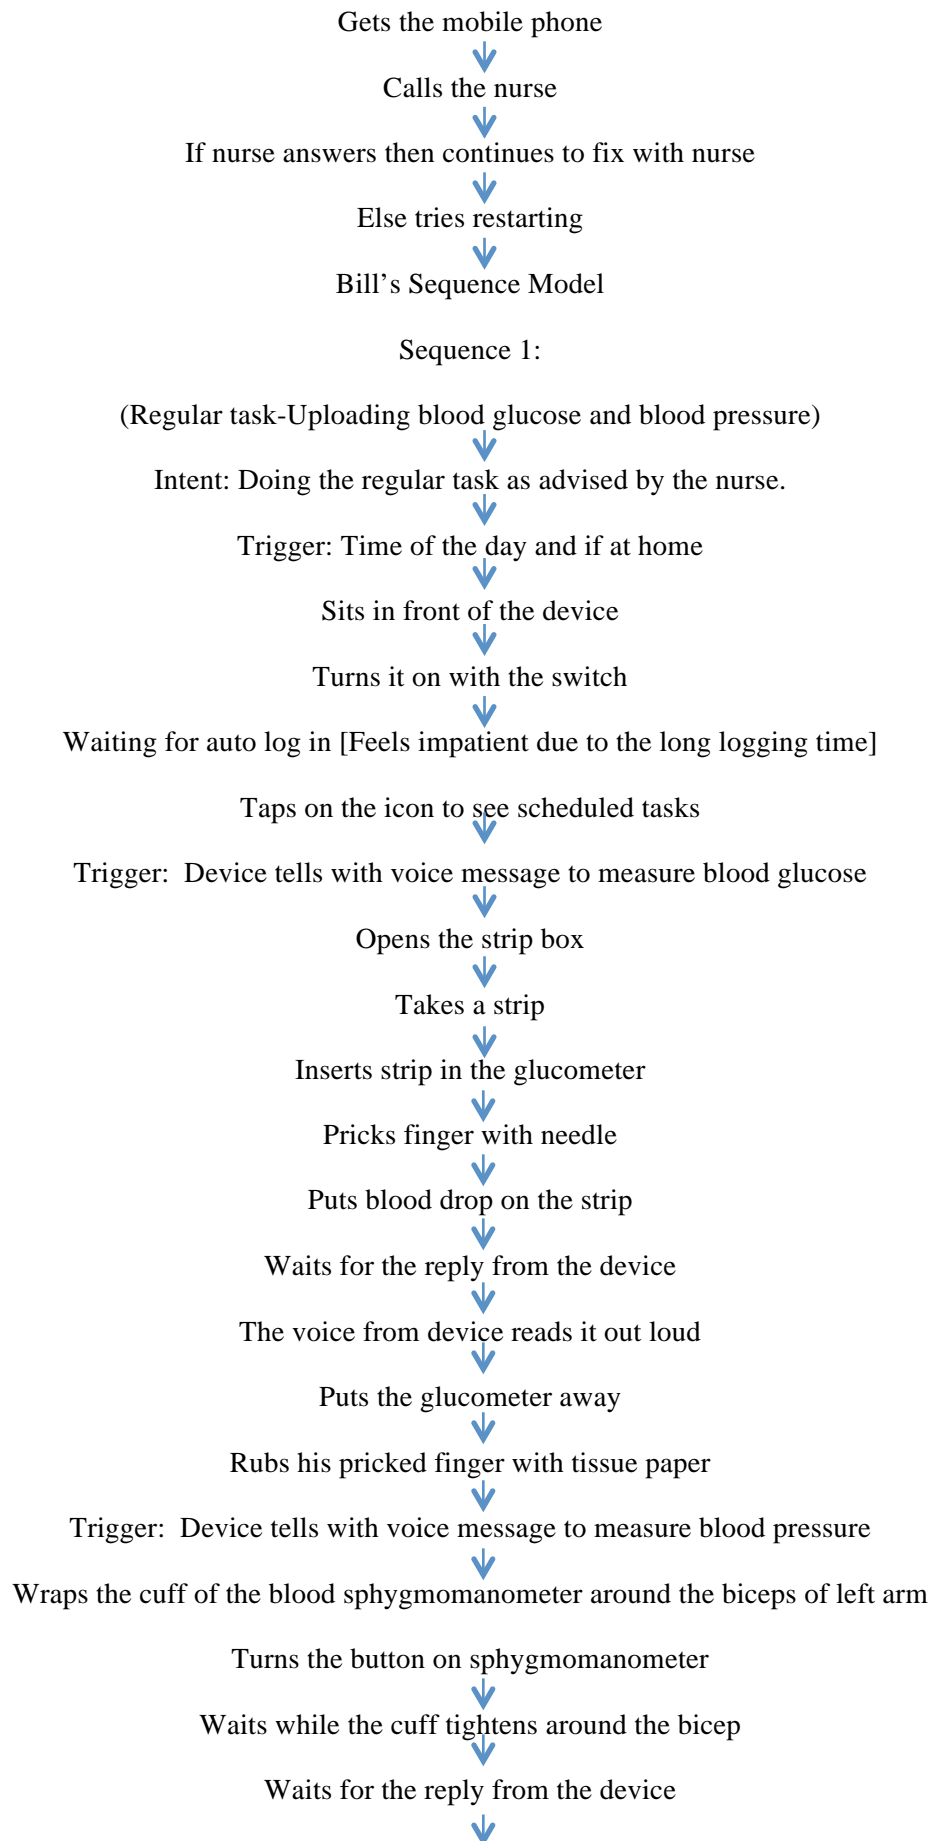 Gets the mobile phone
Calls the nurse
If nurse answers then continues to fix with nurse
Else tries restarting
Bill’s Sequence Model
Sequence 1:
(Regular task-Uploading blood glucose and blood pressure)
Intent: Doing the regular task as advised by the nurse.
Trigger: Time of the day and if at home
Sits in front of the device
Turns it on with the switch
Waiting for auto log in [Feels impatient due to the long logging time]
Taps on the icon to see scheduled tasks
Trigger:  Device tells with voice message to measure blood glucose
Opens the strip box
Takes a strip
Inserts strip in the glucometer
Pricks finger with needle
Puts blood drop on the strip
Waits for the reply from the device
The voice from device reads it out loud
Puts the glucometer away
Rubs his pricked finger with tissue paper
Trigger:  Device tells with voice message to measure blood pressure
Wraps the cuff of the blood sphygmomanometer around the biceps of left arm
Turns the button on sphygmomanometer
Waits while the cuff tightens around the bicep
Waits for the reply from the device